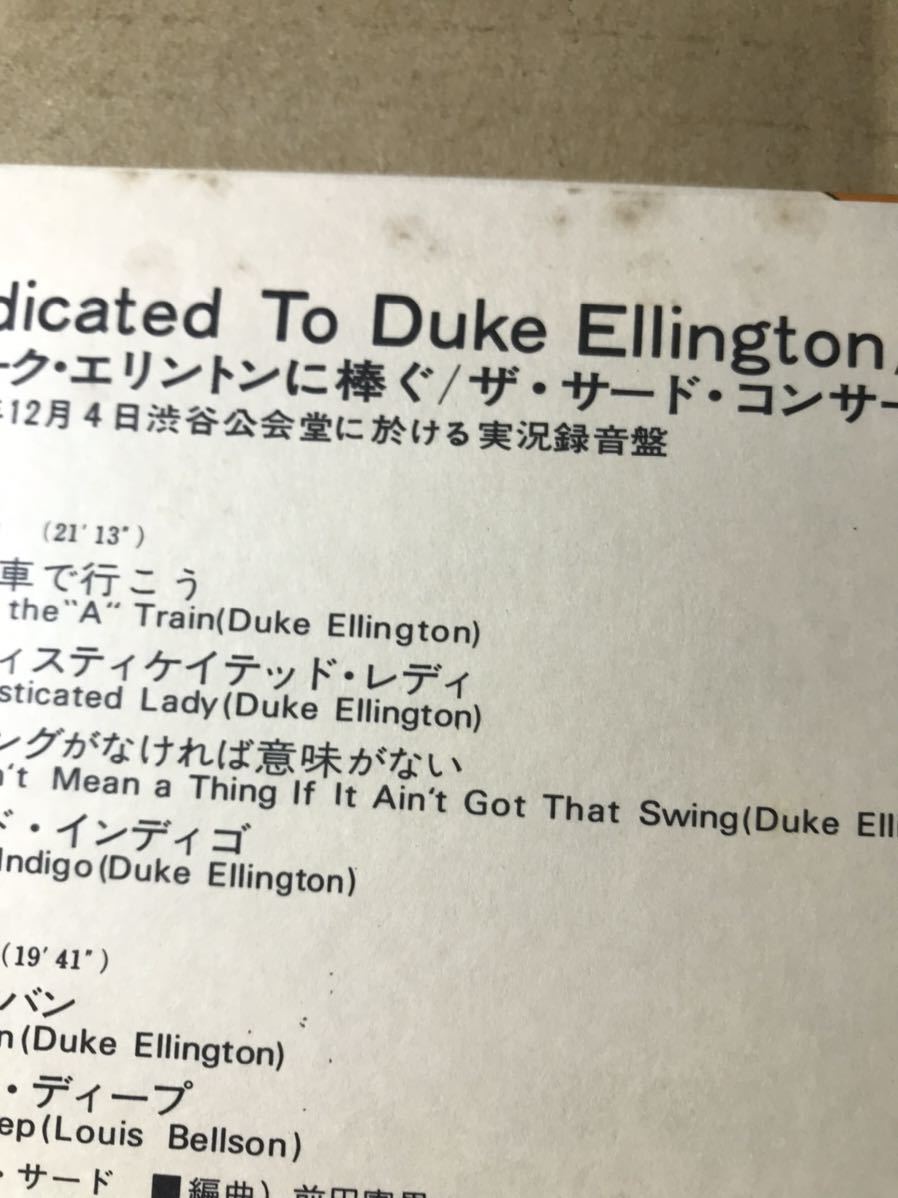 dicated To Duke Ellington
ーク・エリントンに棒ぐ/ザ・サード・コンサー
12月4日渋谷公会堂に於ける実況録音盤
(21'13")
車で行こう
the "A" Train(Duke Ellington)
ィスティケイテッド・レディ
sticated Lady(Duke Ellington)
ングがなければ意味がない
't Mean a Thing If It Ain't Got That Swing(Duke Elli
ド・インディゴ
Indigo(Duke Ellington)
(19'41")
バン
n(Duke Ellington)
・ディープ
ep(Louis Bellson)
・サード ■編曲)前田